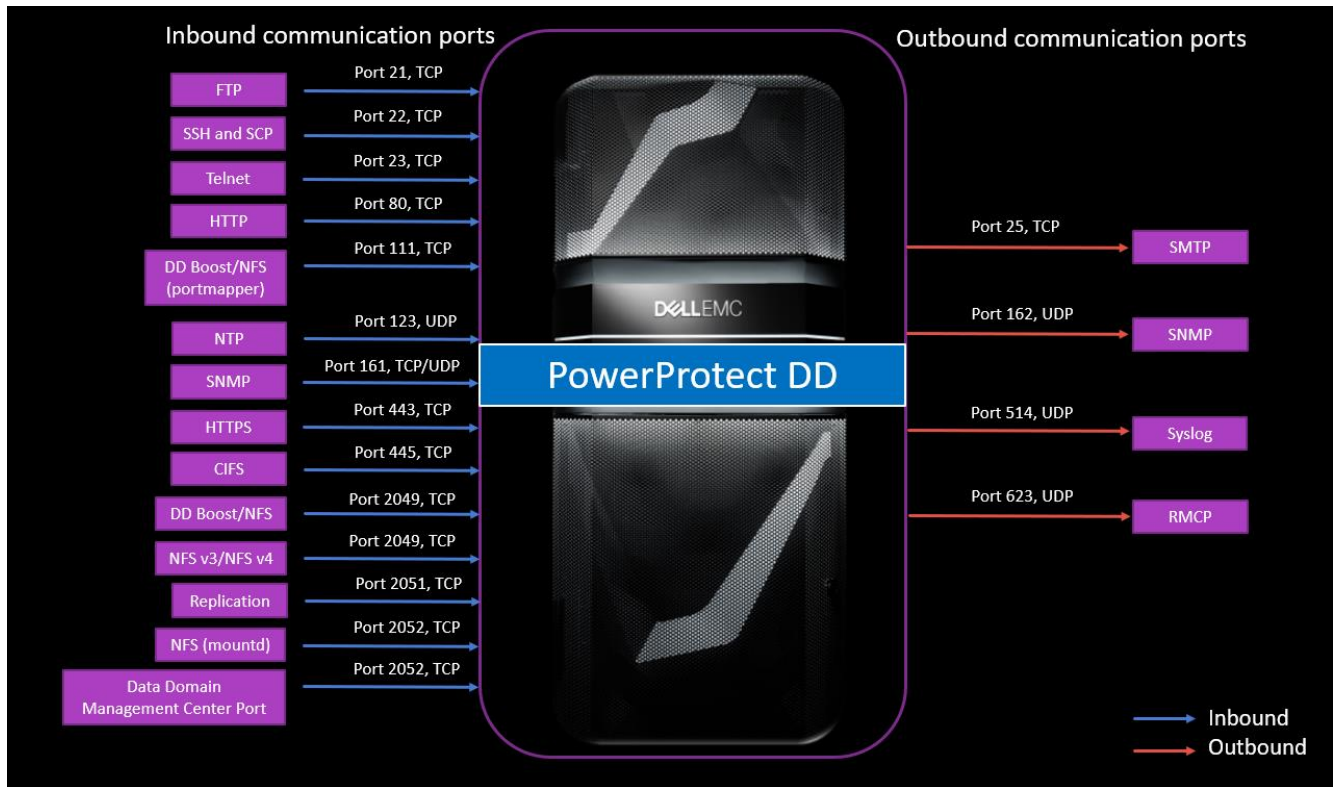 Inbound communication ports
Outbound communication ports
FTP
Port 21, TCP
SSH and SCP
Port 22, TCP
Telnet
Port 23, TCP
HTTP
Port 80, TCP
DD Boost/NFS
(portmapper)
Port 111, TCP
NTP
Port 123, UDP
SNMP
Port 161, TCP/UDP
HTTPS
Port 443, TCP
CIFS
Port 445, TCP
DD Boost/NFS
Port 2049, TCP
NFS v3/NFS v4
Port 2049, TCP
Replication
Port 2051, TCP
NFS (mountd)
Port 2052, TCP
Data Domain
Management Center Port
Port 2052, TCP
DELLEMC
PowerProtect DD
Port 25, TCP
SMTP
Port 162, UDP
SNMP
Port 514, UDP
Syslog
Port 623, UDP
RMCP
Inbound
Outbound